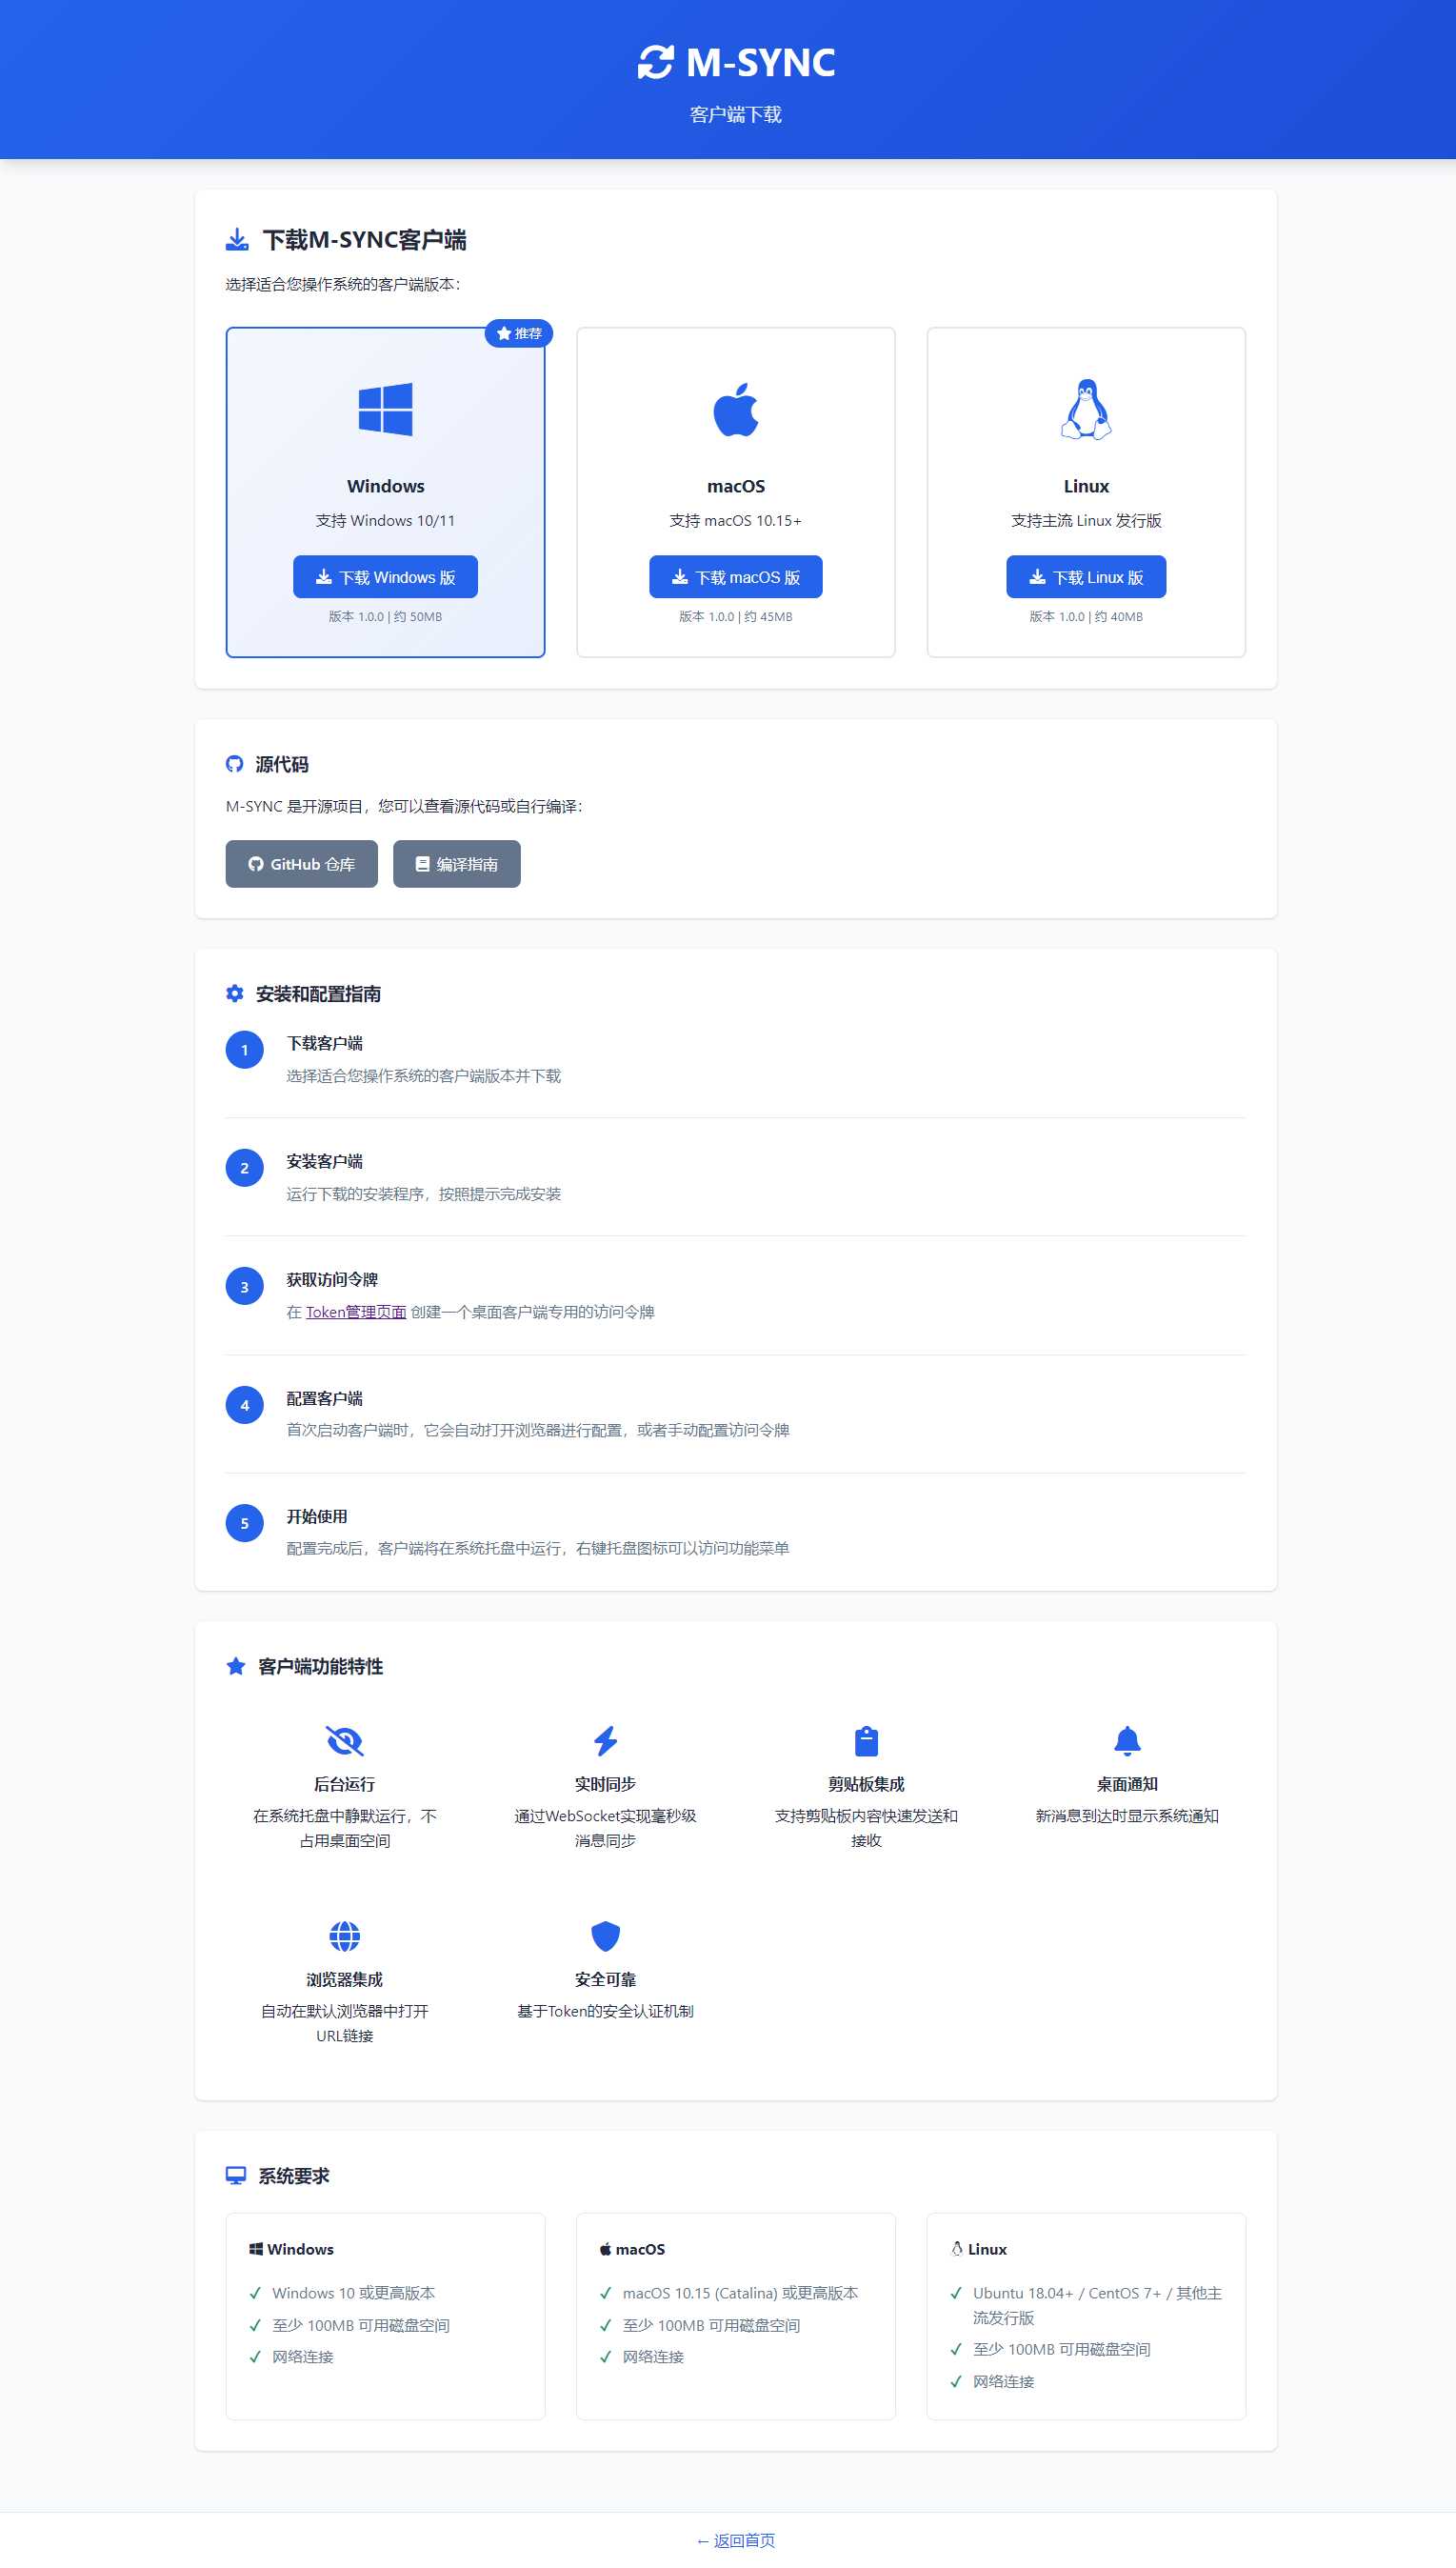 M-SYNC
客户端下载
下载M-SYNC客户端
选择适合您操作系统的客户端版本：
推荐
Windows
支持 Windows 10/11
下载 Windows 版
版本 1.0.0 | 约 50MB
macOS
支持 macOS 10.15+
下载 macOS 版
版本 1.0.0 | 约 45MB
Linux
支持主流 Linux 发行版
下载 Linux 版
版本 1.0.0 | 约 40MB
源代码
M-SYNC 是开源项目，您可以查看源代码或自行编译：
GitHub 仓库
编译指南
安装和配置指南
1
下载客户端
选择适合您操作系统的客户端版本并下载
2
安装客户端
运行下载的安装程序，按照提示完成安装
3
获取访问令牌
在 Token管理页面 创建一个桌面客户端专用的访问令牌
4
配置客户端
首次启动客户端时，它会自动打开浏览器进行配置，或者手动配置访问令牌
5
开始使用
配置完成后，客户端将在系统托盘中运行，右键托盘图标可以访问功能菜单
客户端功能特性
后台运行
在系统托盘中静默运行，不
占用桌面空间
实时同步
通过WebSocket实现毫秒级
消息同步
剪贴板集成
支持剪贴板内容快速发送和
接收
桌面通知
新消息到达时显示系统通知
浏览器集成
自动在默认浏览器中打开
URL链接
安全可靠
基于Token的安全认证机制
系统要求
Windows
✓ Windows 10 或更高版本
✓ 至少 100MB 可用磁盘空间
✓ 网络连接
macOS
✓ macOS 10.15 (Catalina) 或更高版本
✓ 至少 100MB 可用磁盘空间
✓ 网络连接
Linux
✓ Ubuntu 18.04+ / CentOS 7+ / 其他主
流发行版
✓ 至少 100MB 可用磁盘空间
✓ 网络连接
← 返回首页